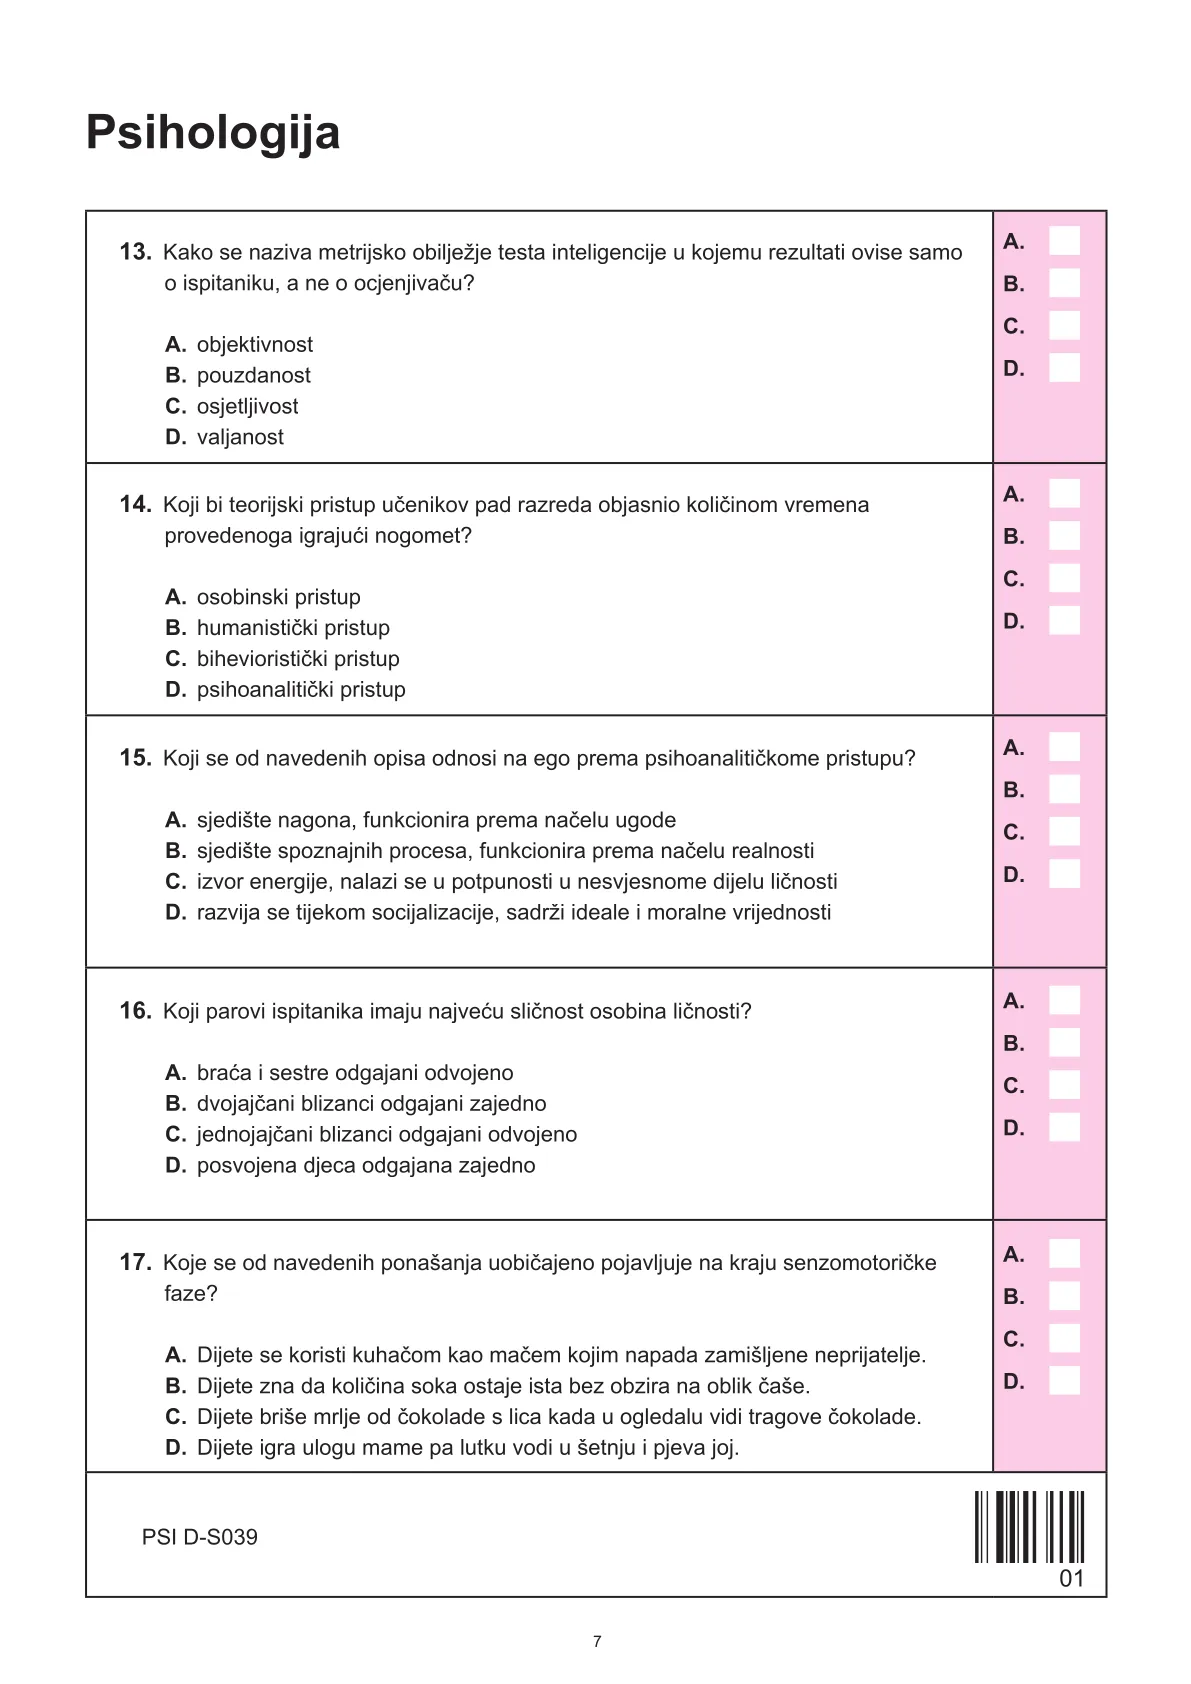 Psihologija
13. Kako se naziva metrijsko obilježje testa inteligencije u kojemu rezultati ovise samo
o ispitaniku, a ne o ocjenjivaču?
A. objektivnost
B. pouzdanost
C. osjetljivost
D. valjanost
A.
B.
C.
D.
14. Koji bi teorijski pristup učenikov pad razreda objasnio količinom vremena
provedenoga igrajući nogomet?
A. osobinski pristup
B. humanistički pristup
C. bihevioristički pristup
D. psihoanalitički pristup
A.
B.
C.
D.
15. Koji se od navedenih opisa odnosi na ego prema psihoanalitičkome pristupu?
A. sjedište nagona, funkcionira prema načelu ugode
B. sjedište spoznajnih procesa, funkcionira prema načelu realnosti
C. izvor energije, nalazi se u potpunosti u nesvjesnome dijelu ličnosti
D. razvija se tijekom socijalizacije, sadrži ideale i moralne vrijednosti
A.
B.
C.
D.
16. Koji parovi ispitanika imaju najveću sličnost osobina ličnosti?
A. braća i sestre odgajani odvojeno
B. dvojajčani blizanci odgajani zajedno
C. jednojajčani blizanci odgajani odvojeno
D. posvojena djeca odgajana zajedno
A.
B.
C.
D.
17. Koje se od navedenih ponašanja uobičajeno pojavljuje na kraju senzomotoričke
faze?
A. Dijete se koristi kuhačom kao mačem kojim napada zamišljene neprijatelje.
B. Dijete zna da količina soka ostaje ista bez obzira na oblik čaše.
C. Dijete briše mrlje od čokolade s lica kada u ogledalu vidi tragove čokolade.
D. Dijete igra ulogu mame pa lutku vodi u šetnju i pjeva joj.
A.
B.
C.
D.
PSI D-S039
01
7